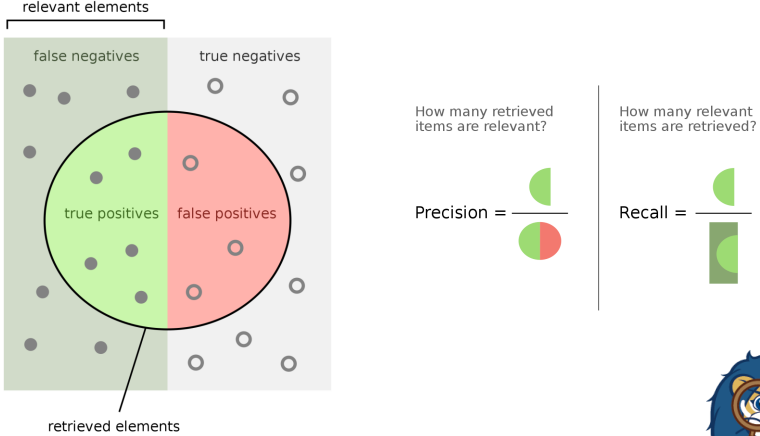 relevant elements
false negatives
true negatives
true positives
false positives
retrieved elements
How many retrieved
items are relevant?
Precision =
How many relevant
items are retrieved?
Recall =